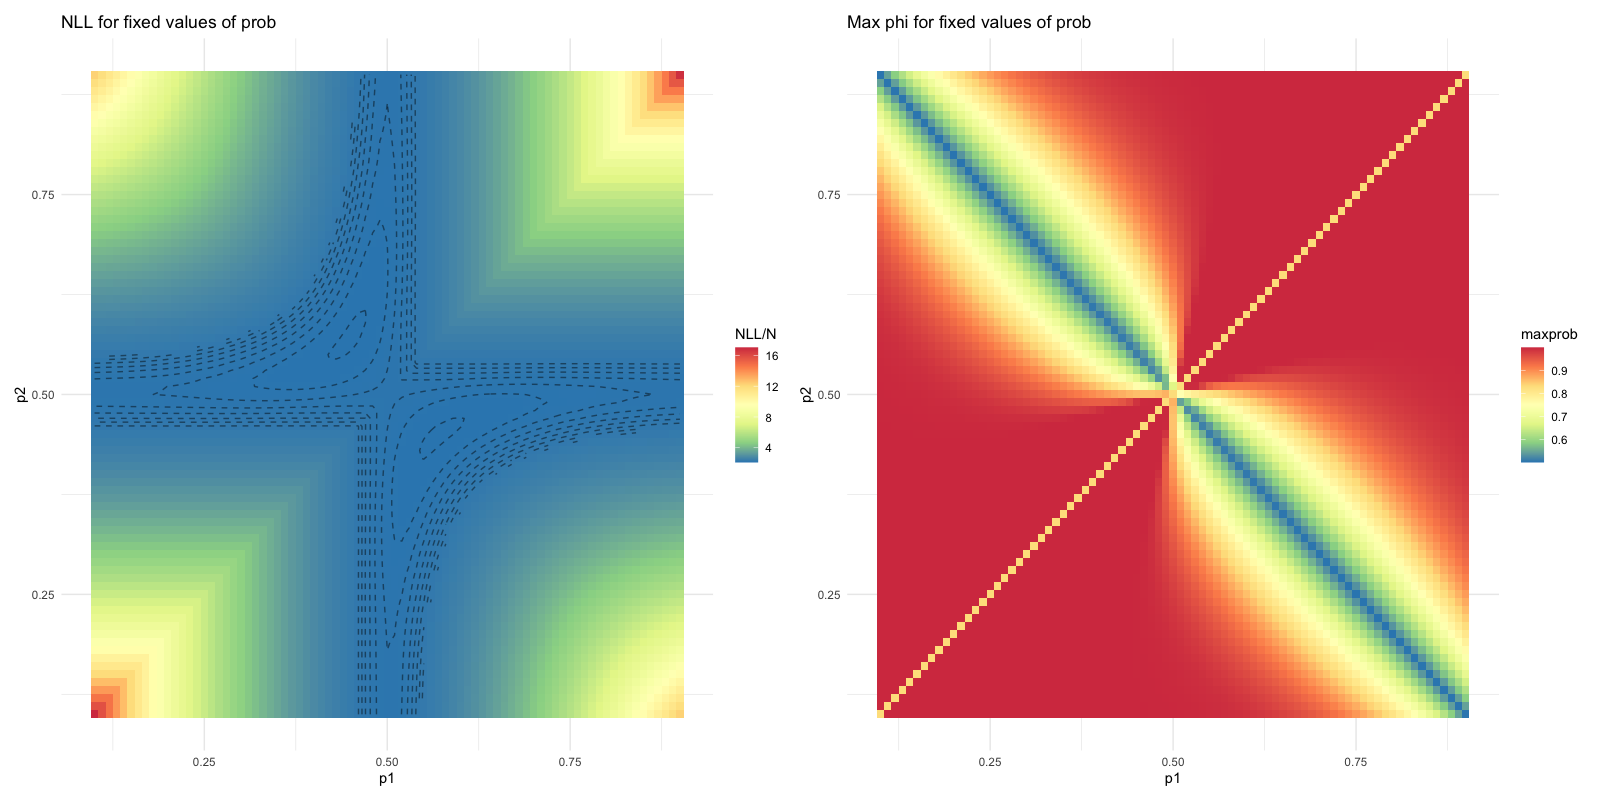 NLL for fixed values of prob
0.75
0.50
0.25
p2
0.25
0.50
0.75
p1
NLL/N
16
12
8
4
Max phi for fixed values of prob
0.75
0.50
0.25
p2
0.25
0.50
0.75
p1
maxprob
0.9
0.8
0.7
0.6